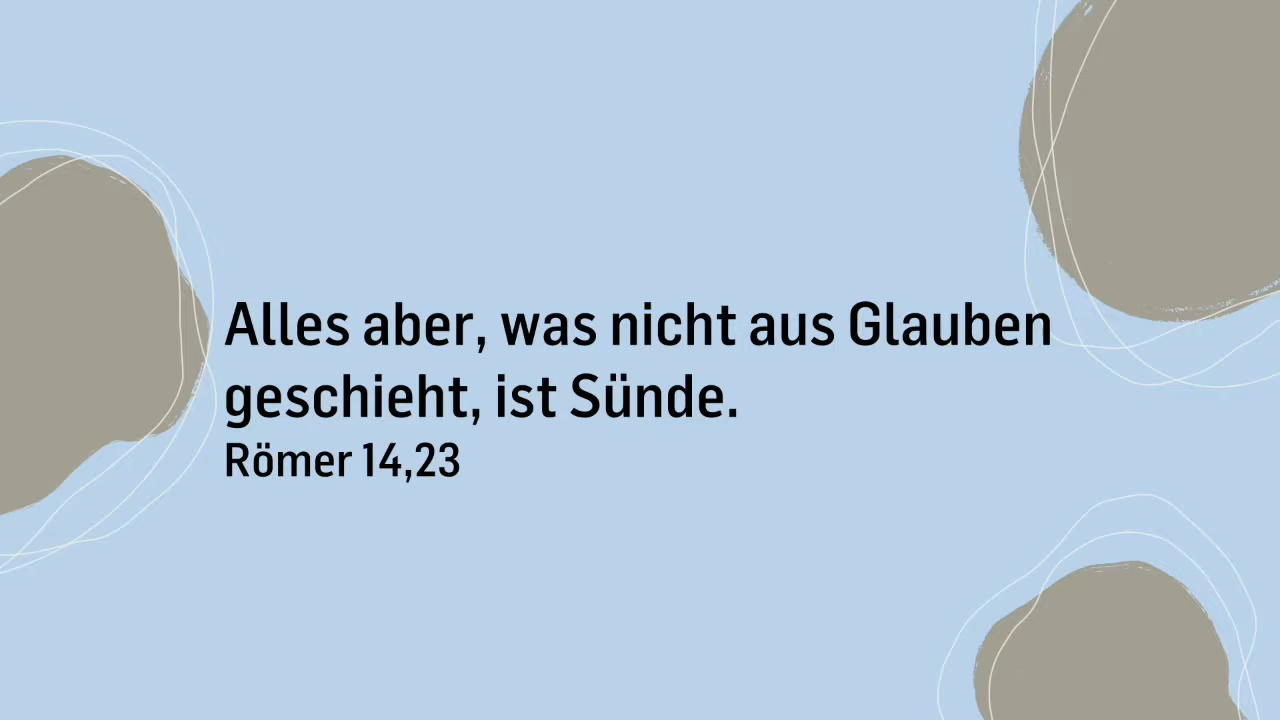 Alles aber, was nicht aus Glauben
geschieht, ist Sünde.
Römer 14,23